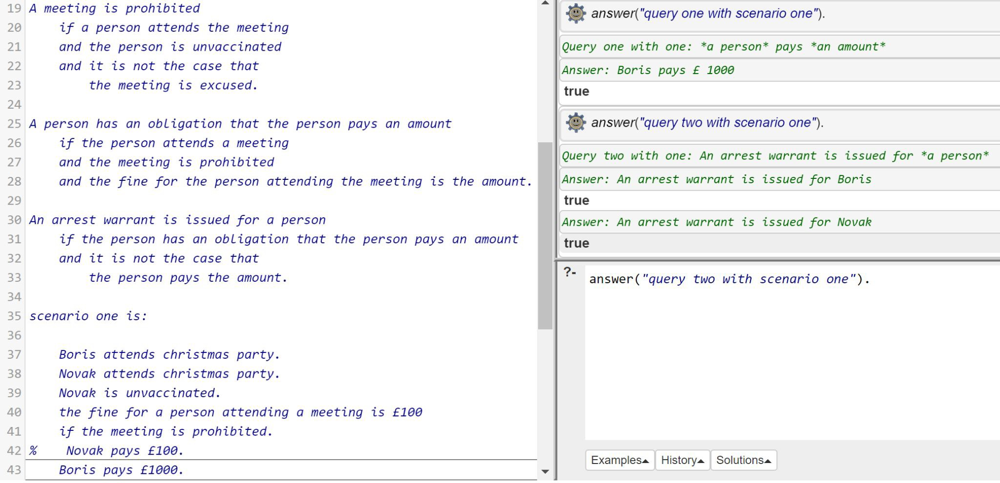 19 A meeting is prohibited
20 if a person attends the meeting
21 and the person is unvaccinated
22 and it is not the case that
23 the meeting is excused.
24
25 A person has an obligation that the person pays an amount
26 if the person attends a meeting
27 and the meeting is prohibited
28 and the fine for the person attending the meeting is the amount.
29
30 An arrest warrant is issued for a person
31 if the person has an obligation that the person pays an amount
32 and it is not the case that
33 the person pays the amount.
34
35 scenario one is:
36
37 Boris attends christmas party.
38 Novak attends christmas party.
39 Novak is unvaccinated.
40 the fine for a person attending a meeting is £100
41 if the meeting is prohibited.
42 % Novak pays £100.
43 Boris pays £1000.
answer("query one with scenario one").
Query one with one: *a person* pays *an amount*
Answer: Boris pays £ 1000
true
answer("query two with scenario one").
Query two with one: An arrest warrant is issued for *a person*
Answer: An arrest warrant is issued for Boris
true
Answer: An arrest warrant is issued for Novak
true
?- answer("query two with scenario one").
Examples▲ History▲ Solutions▲